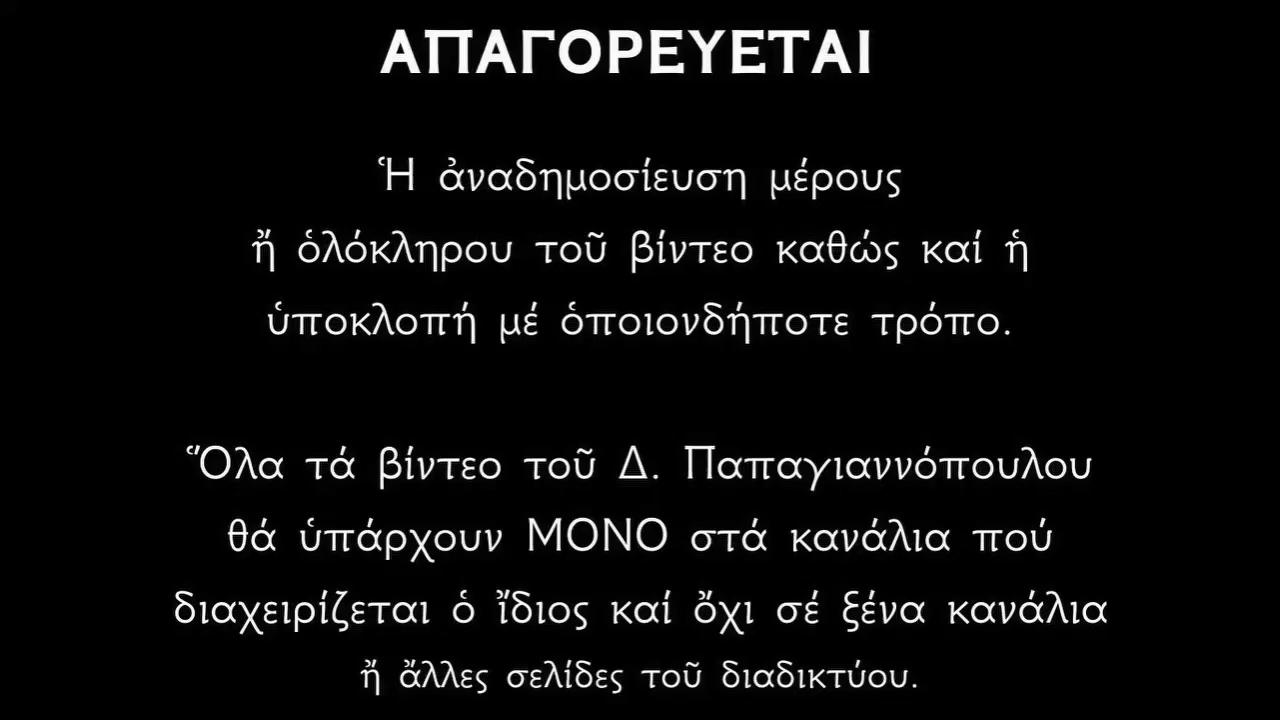 ΑΠΑΓΟΡΕΥΕΤΑΙ
Ἡ ἀναδημοσίευση μέρους
ἤ ὁλόκληρου τοῦ βίντεο καθώς καί ἡ
ὑποκλοπή μέ ὁποιονδήποτε τρόπο.
Ὅλα τά βίντεο τοῦ Δ. Παπαγιαννόπουλου
θά ὑπάρχουν ΜΟΝΟ στά κανάλια πού
διαχειρίζεται ὁ ἴδιος καί ὄχι σέ ξένα κανάλια
ἤ ἄλλες σελίδες τοῦ διαδικτύου.